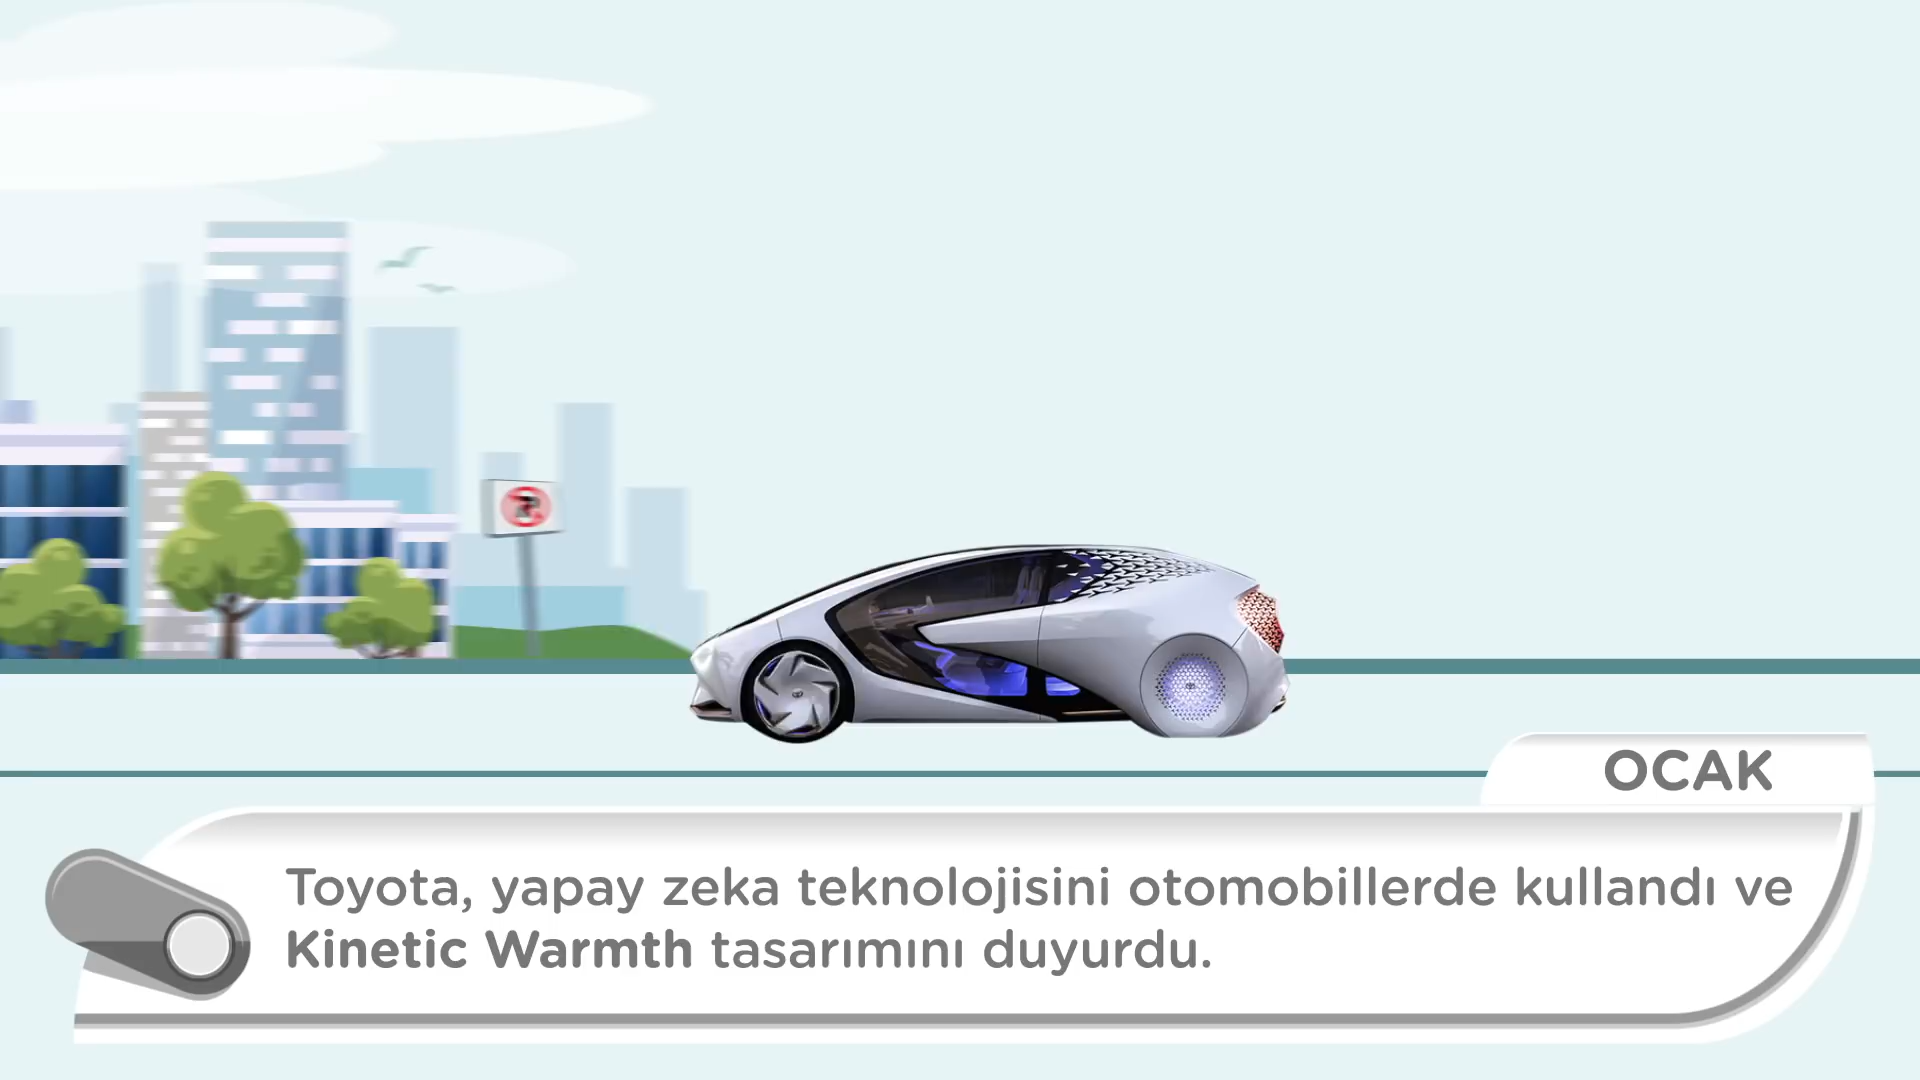 OCAK
Toyota, yapay zeka teknolojisini otomobillerde kullandı ve
Kinetic Warmth tasarımını duyurdu.